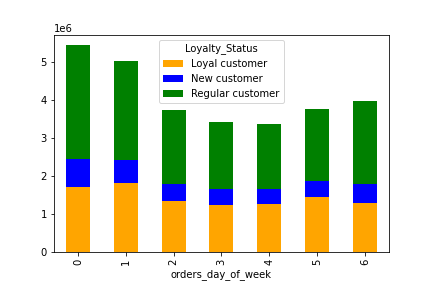 1e6
Loyalty_Status
Loyal customer
New customer
Regular customer
5
4
3
2
1
0
0 1 2 3 4 5 6
orders_day_of_week